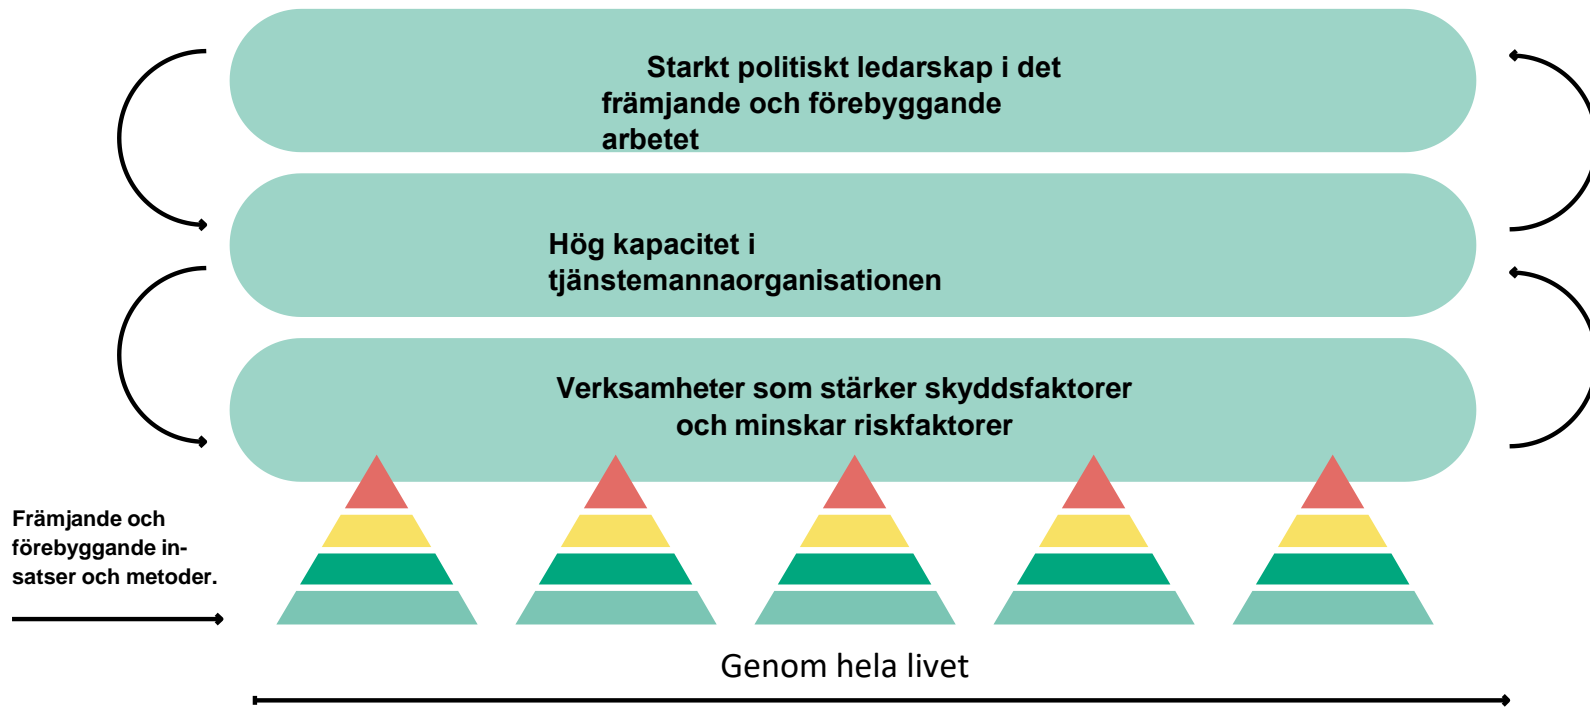 Starkt politiskt ledarskap i det
främjande och förebyggande
arbetet
Hög kapacitet i
tjänstemannaorganisationen
Verksamheter som stärker skyddsfaktorer
och minskar riskfaktorer
Främjande och
förebyggande in-
satser och metoder.
Genom hela livet